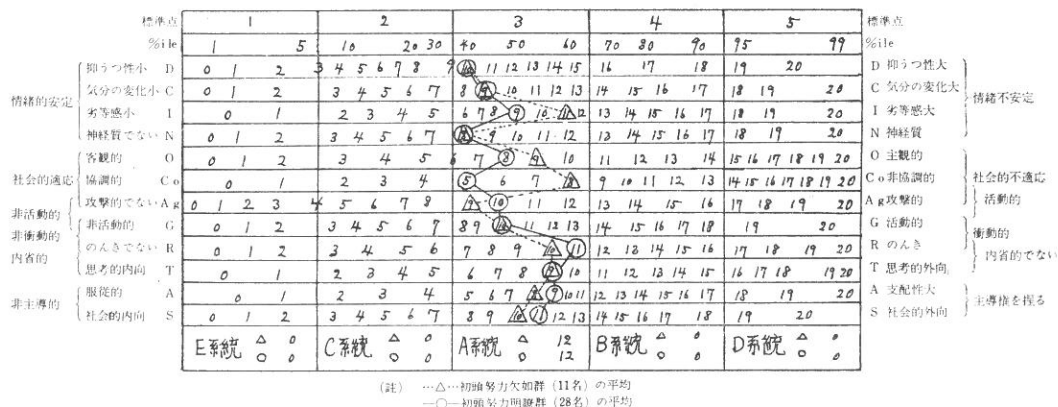 標準点 1 2 3 4 5 標準点
%ile 1 5 10 20 30 40 50 60 70 80 90 95 99 %ile
抑うつ性小 D 0 1 2 3 4 5 6 7 8 9 10 11 12 13 14 15 16 17 18 19 20 D 抑うつ性大
気分の変化小 C 0 1 2 3 4 5 6 7 8 9 10 11 12 13 14 15 16 17 18 19 20 C 気分の変化大
情緒的安定 情緒不安定
劣等感小 I 0 1 2 3 4 5 6 7 8 9 10 11 12 13 14 15 16 17 18 19 20 I 劣等感大
神経質でない N 0 1 2 3 4 5 6 7 8 9 10 11 12 13 14 15 16 17 18 19 20 N 神経質
客観的 O 0 1 2 3 4 5 6 7 8 9 10 11 12 13 14 15 16 17 18 19 20 O 主観的
社会的適応 協調的 Co 0 1 2 3 4 5 6 7 8 9 10 11 12 13 14 15 16 17 18 19 20 Co 非協調的 社会的不適応
攻撃的でない Ag 0 1 2 3 4 5 6 7 8 9 10 11 12 13 14 15 16 17 18 19 20 Ag 攻撃的
非活動的 活動的
非活動的 G 0 1 2 3 4 5 6 7 8 9 10 11 12 13 14 15 16 17 18 19 20 G 活動的
非衝動的 衝動的
のんきでない R 0 1 2 3 4 5 6 7 8 9 10 11 12 13 14 15 16 17 18 19 20 R のんき
内省的 内省的でない
思考的内向 T 0 1 2 3 4 5 6 7 8 9 10 11 12 13 14 15 16 17 18 19 20 T 思考的外向
服従的 A 0 1 2 3 4 5 6 7 8 9 10 11 12 13 14 15 16 17 18 19 20 A 支配性大
非主導的 主導権を握る
社会的内向 S 0 1 2 3 4 5 6 7 8 9 10 11 12 13 14 15 16 17 18 19 20 S 社会的外向
E系統 △ 0 C系統 △ 0 A系統 △ 12 B系統 △ 0 D系統 △ 0
○ 0 ○ 0 ○ 12 ○ 0 ○ 0
(註) …△…初頭努力欠如群 (11名) の平均
—○—初頭努力明瞭群 (28名) の平均